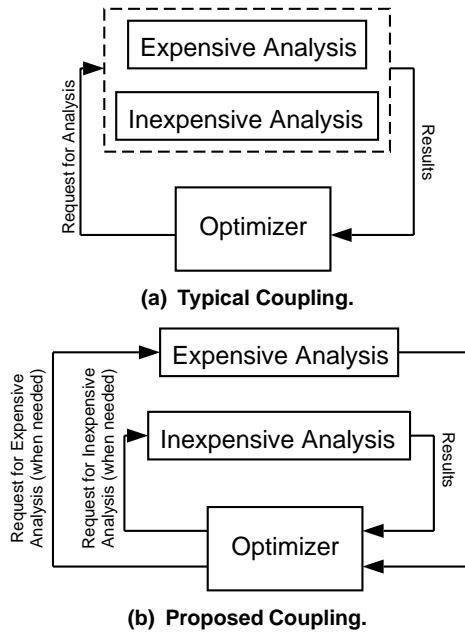 Expensive Analysis
Inexpensive Analysis
Request for Analysis
Results
Optimizer
(a) Typical Coupling.
Expensive Analysis
Request for Expensive
Analysis (when needed)
Request for Inexpensive
Analysis (when needed)
Inexpensive Analysis
Results
Optimizer
(b) Proposed Coupling.